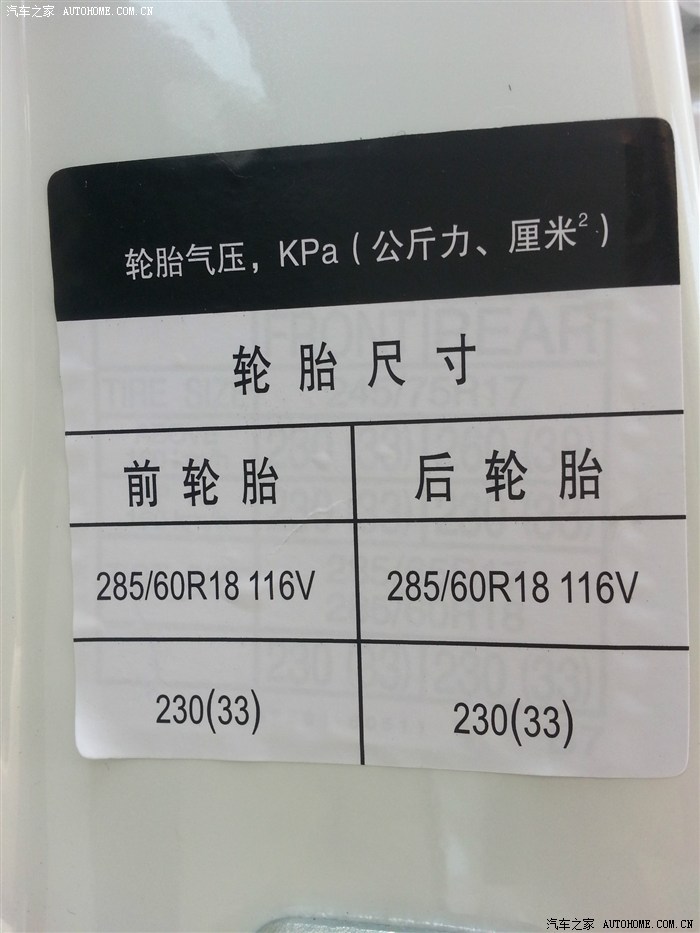 汽车之家 AUTOHOME.COM.CN
轮胎气压，KPa（公斤力、厘米²）
轮胎尺寸
前轮胎 后轮胎
285/60R18 116V 285/60R18 116V
230(33) 230(33)
汽车之家 AUTOHOME.COM.CN